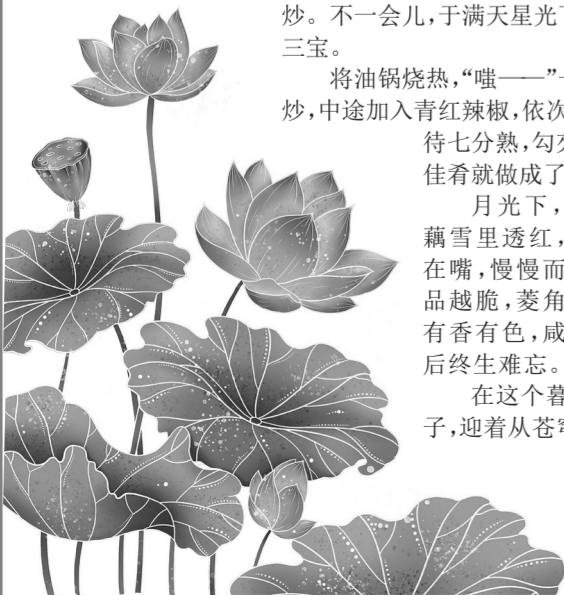 炒。不一会儿,于满天星光下
三宝。
将油锅烧热,“嗤——”
炒,中途加入青红辣椒,依次
待七分熟,勾
佳肴就做成了
月光下,
藕雪里透红,
在嘴,慢慢而
品越脆,菱角
有香有色,咸
后终生难忘。
在这个暮
子,迎着从苍穹